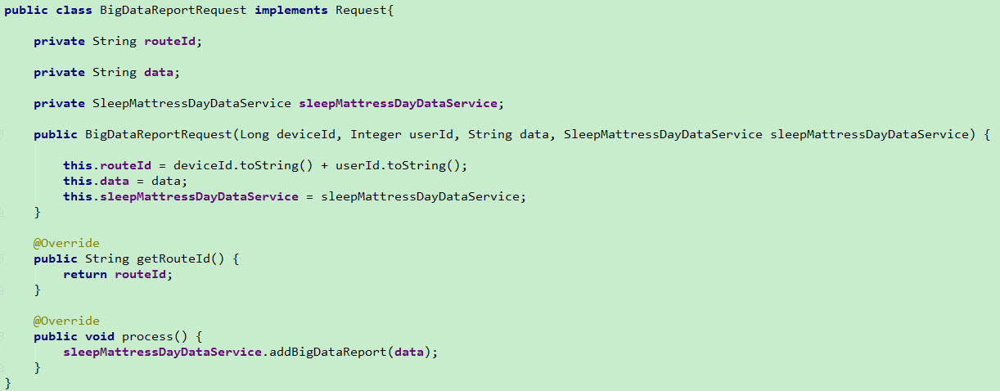 public class BigDataReportRequest implements Request{
private String routeId;
private String data;
private SleepMattressDayDataService sleepMattressDayDataService;
public BigDataReportRequest(Long deviceId, Integer userId, String data, SleepMattressDayDataService sleepMattressDayDataService) {
this.routeId = deviceId.toString() + userId.toString();
this.data = data;
this.sleepMattressDayDataService = sleepMattressDayDataService;
}
@Override
public String getRouteId() {
return routeId;
}
@Override
public void process() {
sleepMattressDayDataService.addBigDataReport(data);
}
}